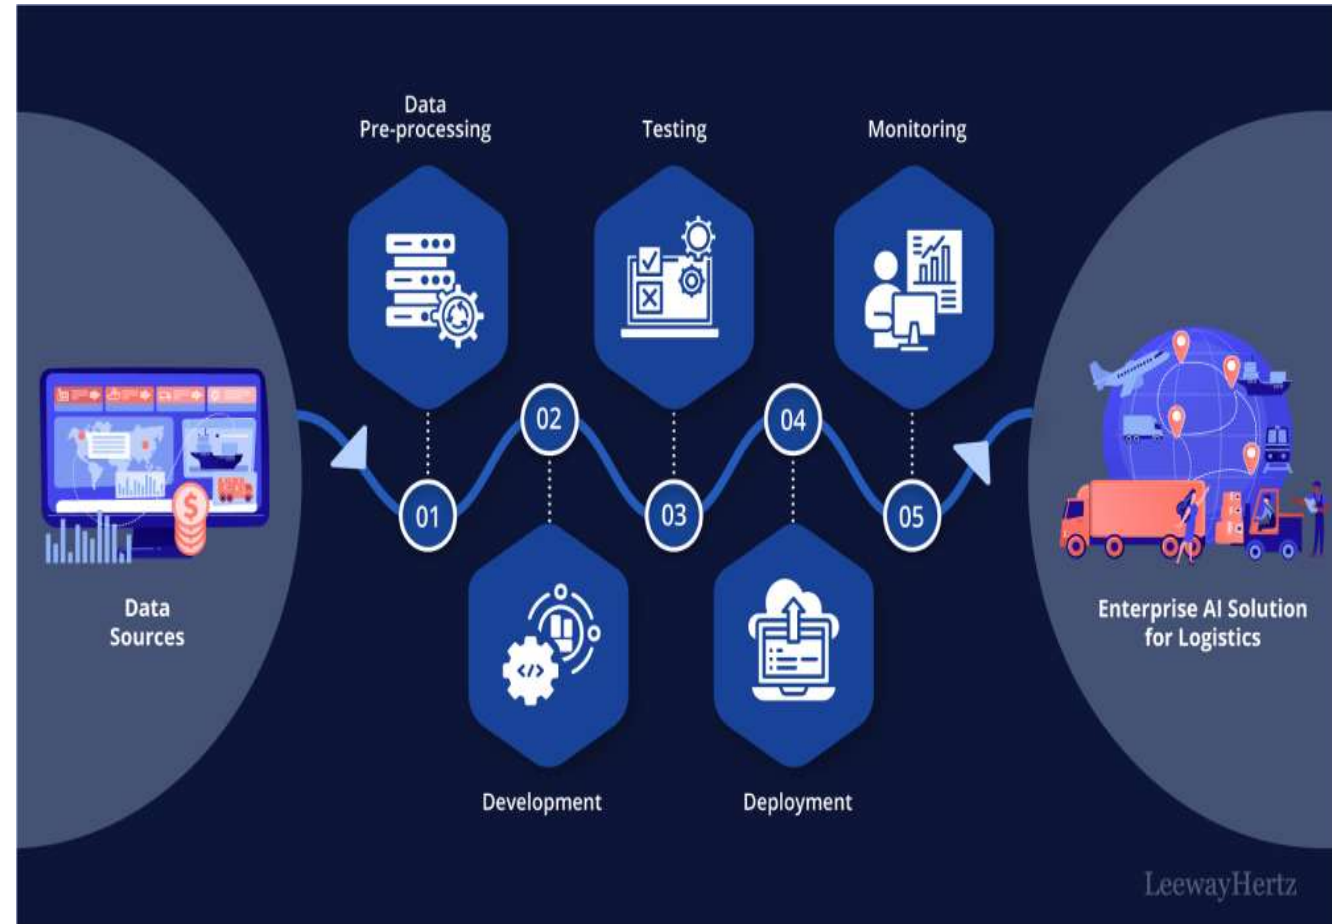 Data
Pre-processing
Testing
Monitoring
02
04
01
03
05
Data
Sources
Enterprise AI Solution
for Logistics
Development
Deployment
LeewayHertz
$
</>